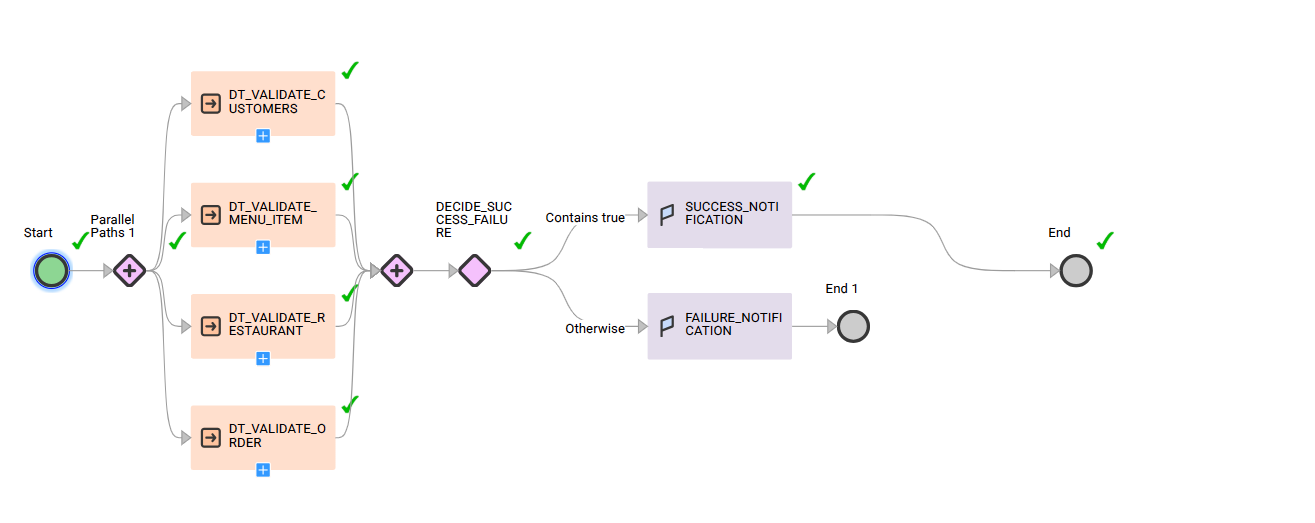 DT_VALIDATE_C
USTOMERS
DT_VALIDATE_
MENU_ITEM
DECIDE_SUC
CESS_FAILU
RE
SUCCESS_NOTI
FICATION
Contains true
Parallel
Paths 1
Start
End
End 1
DT_VALIDATE_R
ESTAURANT
Otherwise
FAILURE_NOTIFI
CATION
DT_VALIDATE_O
RDER